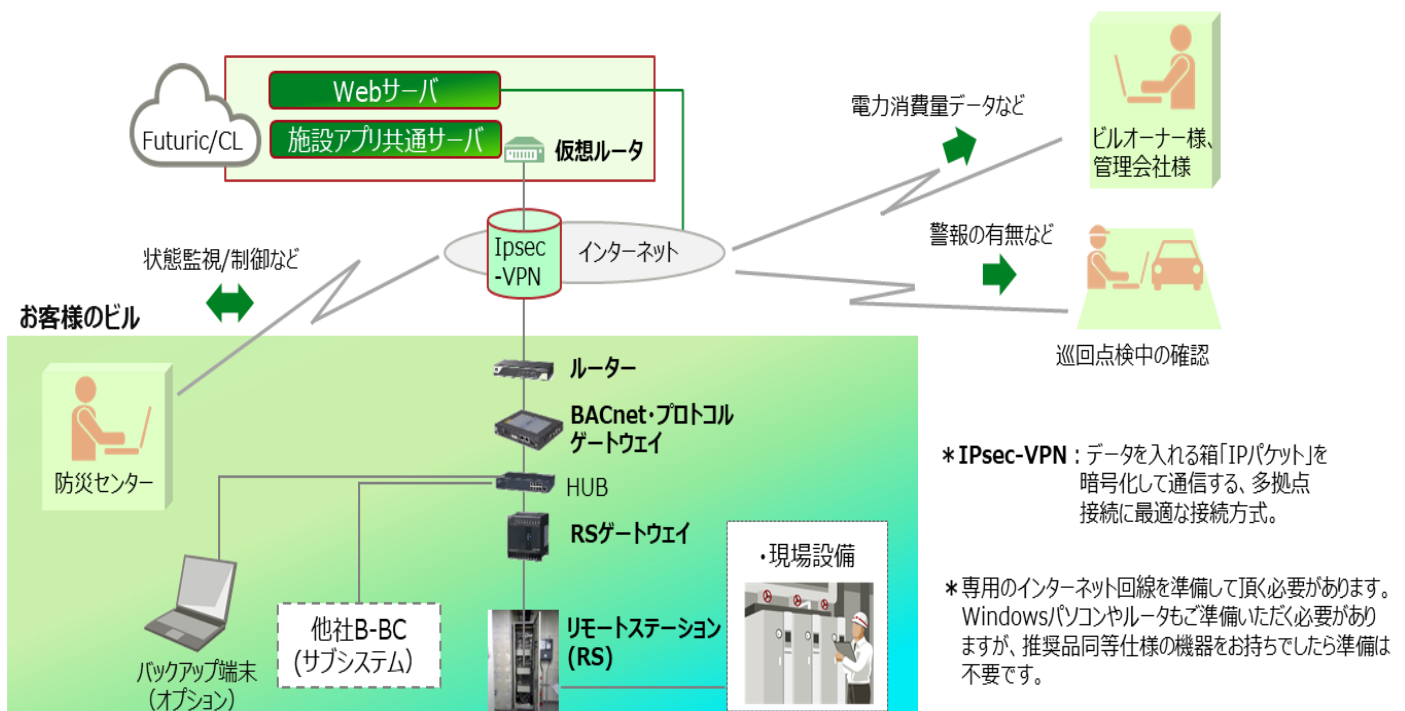 Webサーバ
Futuric/CL
施設アプリ共通サーバ
仮想ルータ
電力消費量データなど
ビルオーナー様、
管理会社様
Ipsec
-VPN
インターネット
状態監視/制御など
警報の有無など
巡回点検中の確認
お客様のビル
防災センター
ルーター
BACnet・プロトコル
ゲートウェイ
HUB
RSゲートウェイ
・現場設備
リモートステーション
(RS)
他社B-BC
(サブシステム)
バックアップ端末
(オプション)
＊IPsec-VPN：データを入れる箱「IPパケット」を
暗号化して通信する、多拠点
接続に最適な接続方式。
＊専用のインターネット回線を準備して頂く必要があります。
Windowsパソコンやルータもご準備いただく必要があり
ますが、推奨品同等仕様の機器をお持ちでしたら準備は
不要です。